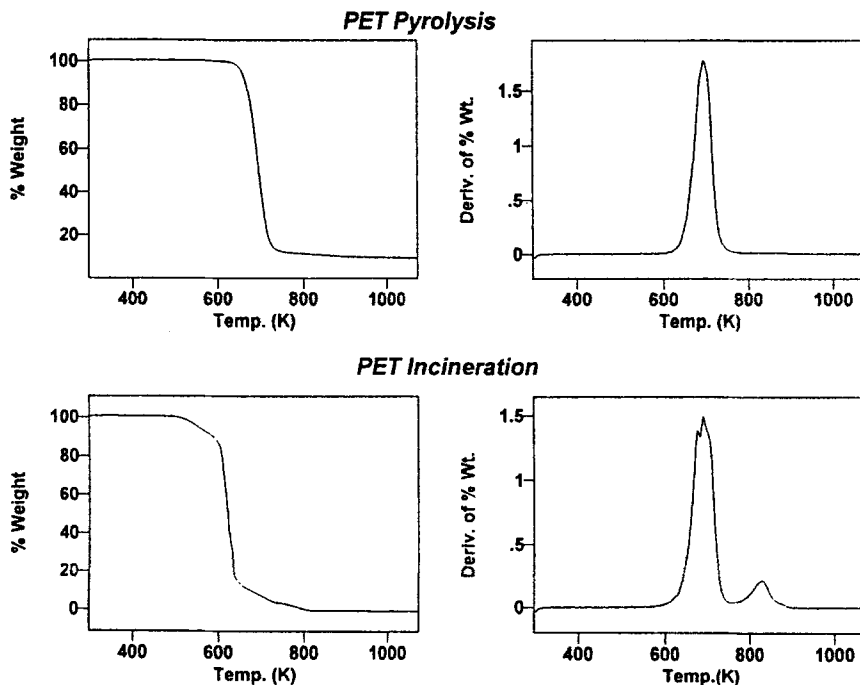 PET Pyrolysis
% Weight
100
80
60
40
20
400 600 800 1000
Temp. (K)
Deriv. of % Wt.
1.5
1
.5
0
400 600 800 1000
Temp. (K)
PET Incineration
% Weight
100
80
60
40
20
0
400 600 800 1000
Temp. (K)
Deriv. of % Wt.
1.5
1
.5
0
400 600 800 1000
Temp.(K)